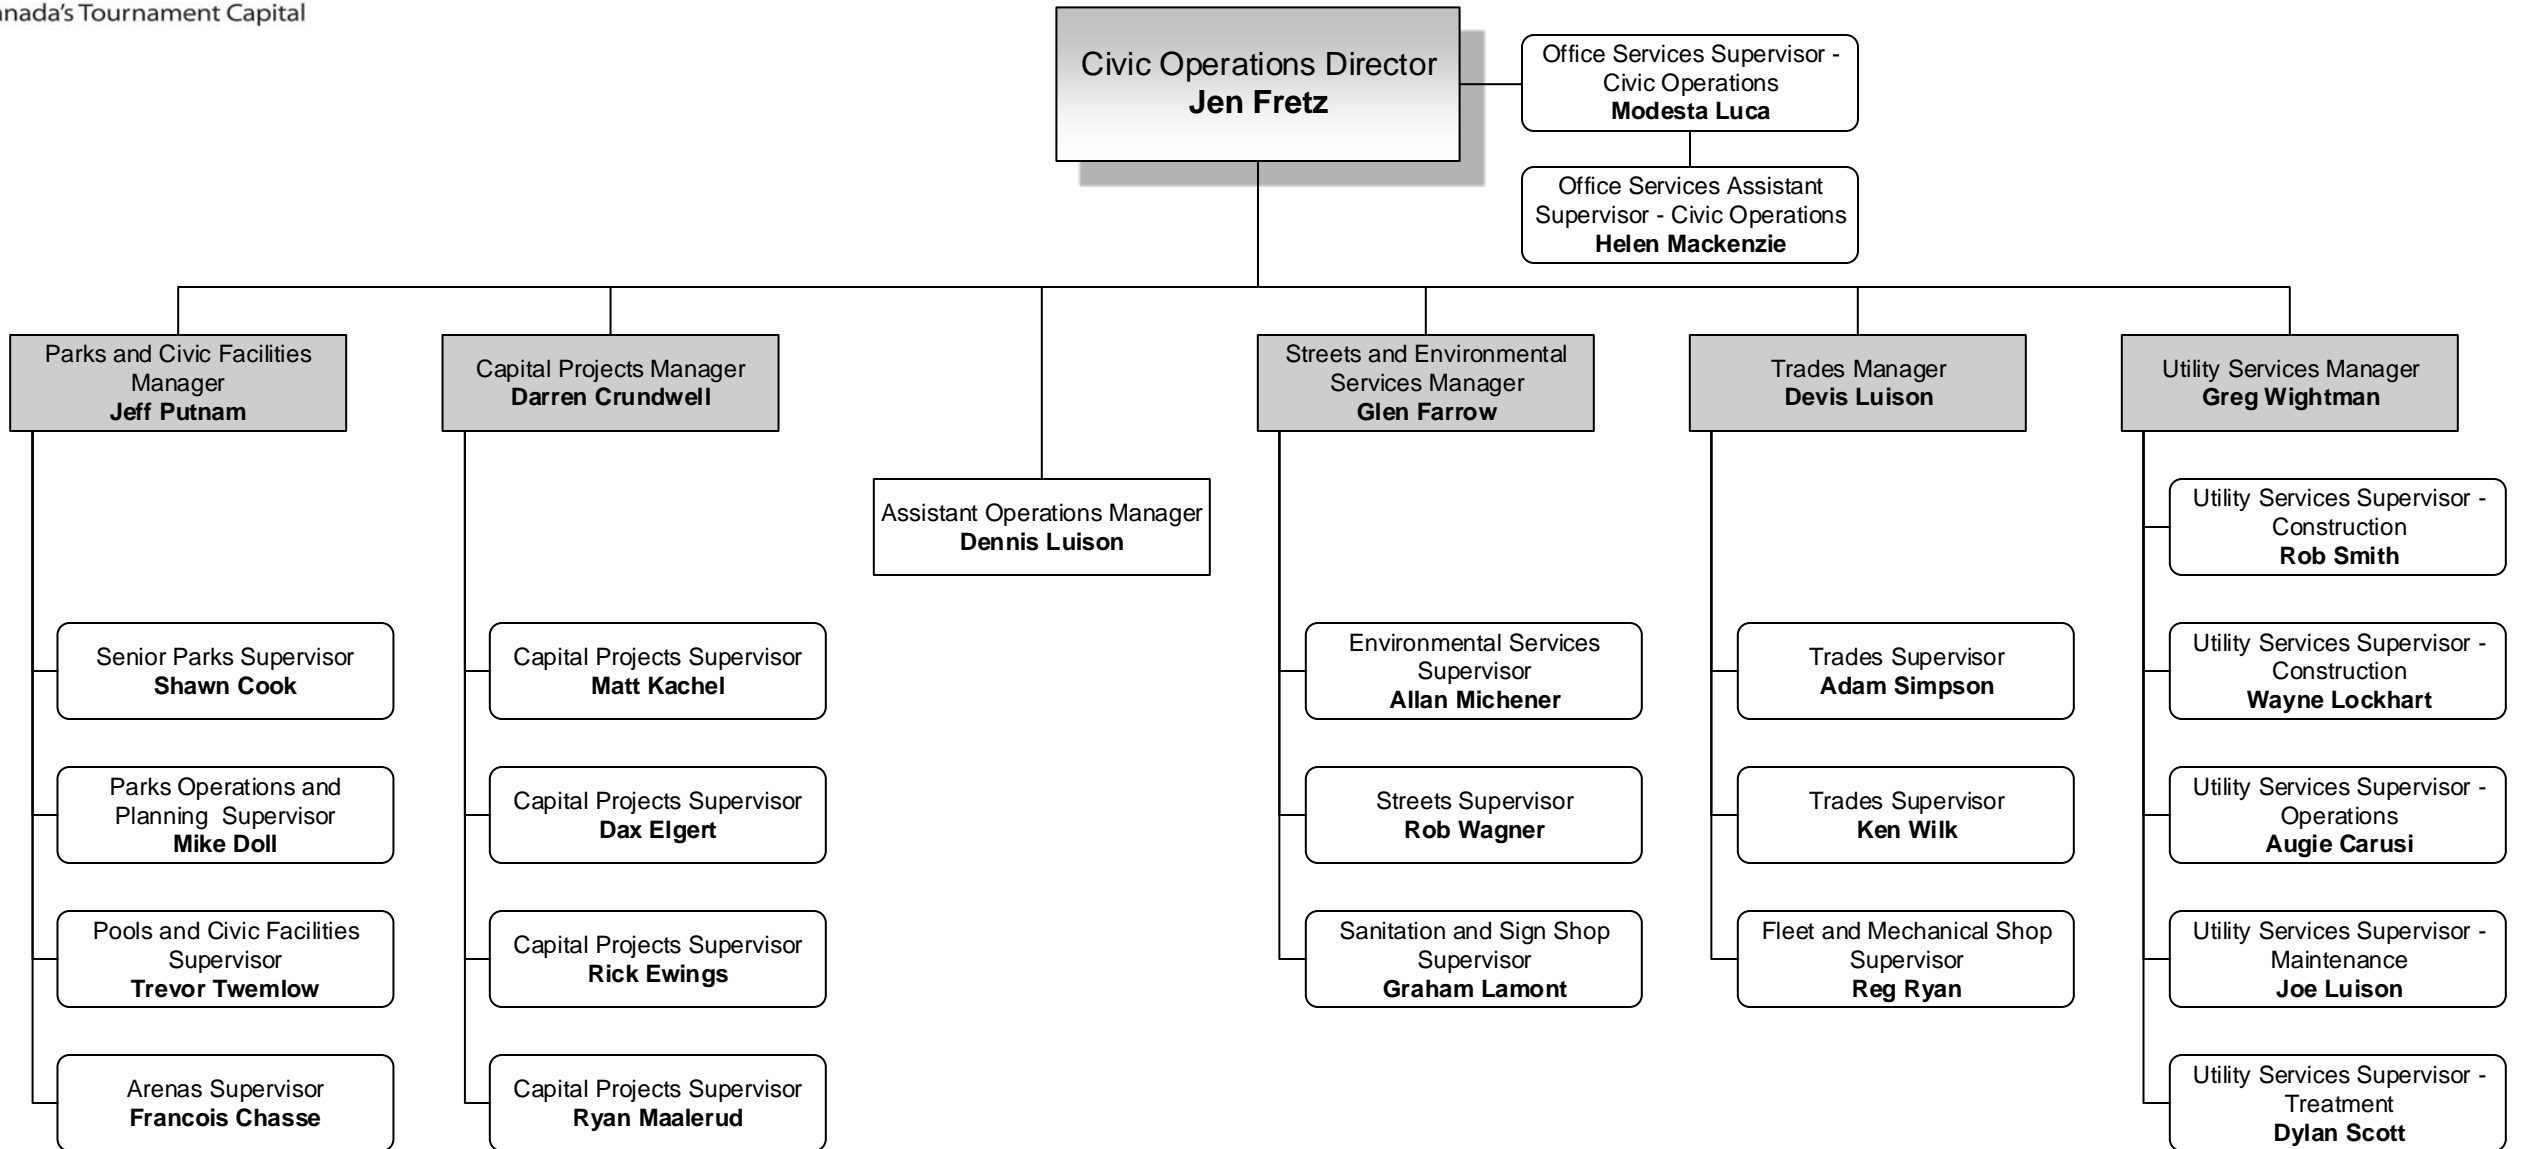 Tournament Capital
Civic Operations Director
Jen Fretz
Office Services Supervisor -
Civic Operations
Modesta Luca
Office Services Assistant
Supervisor - Civic Operations
Helen Mackenzie
Parks and Civic Facilities
Manager
Jeff Putnam
Capital Projects Manager
Darren Crundwell
Assistant Operations Manager
Dennis Luison
Streets and Environmental
Services Manager
Glen Farrow
Trades Manager
Devis Luison
Utility Services Manager
Greg Wightman
Senior Parks Supervisor
Shawn Cook
Parks Operations and
Planning  Supervisor
Mike Doll
Pools and Civic Facilities
Supervisor
Trevor Twemlow
Arenas Supervisor
Francois Chasse
Capital Projects Supervisor
Matt Kachel
Capital Projects Supervisor
Dax Elgert
Capital Projects Supervisor
Rick Ewings
Capital Projects Supervisor
Ryan Maalerud
Environmental Services
Supervisor
Allan Michener
Streets Supervisor
Rob Wagner
Sanitation and Sign Shop
Supervisor
Graham Lamont
Trades Supervisor
Adam Simpson
Trades Supervisor
Ken Wilk
Fleet and Mechanical Shop
Supervisor
Reg Ryan
Utility Services Supervisor -
Construction
Rob Smith
Utility Services Supervisor -
Construction
Wayne Lockhart
Utility Services Supervisor -
Operations
Augie Carusi
Utility Services Supervisor -
Maintenance
Joe Luison
Utility Services Supervisor -
Treatment
Dylan Scott